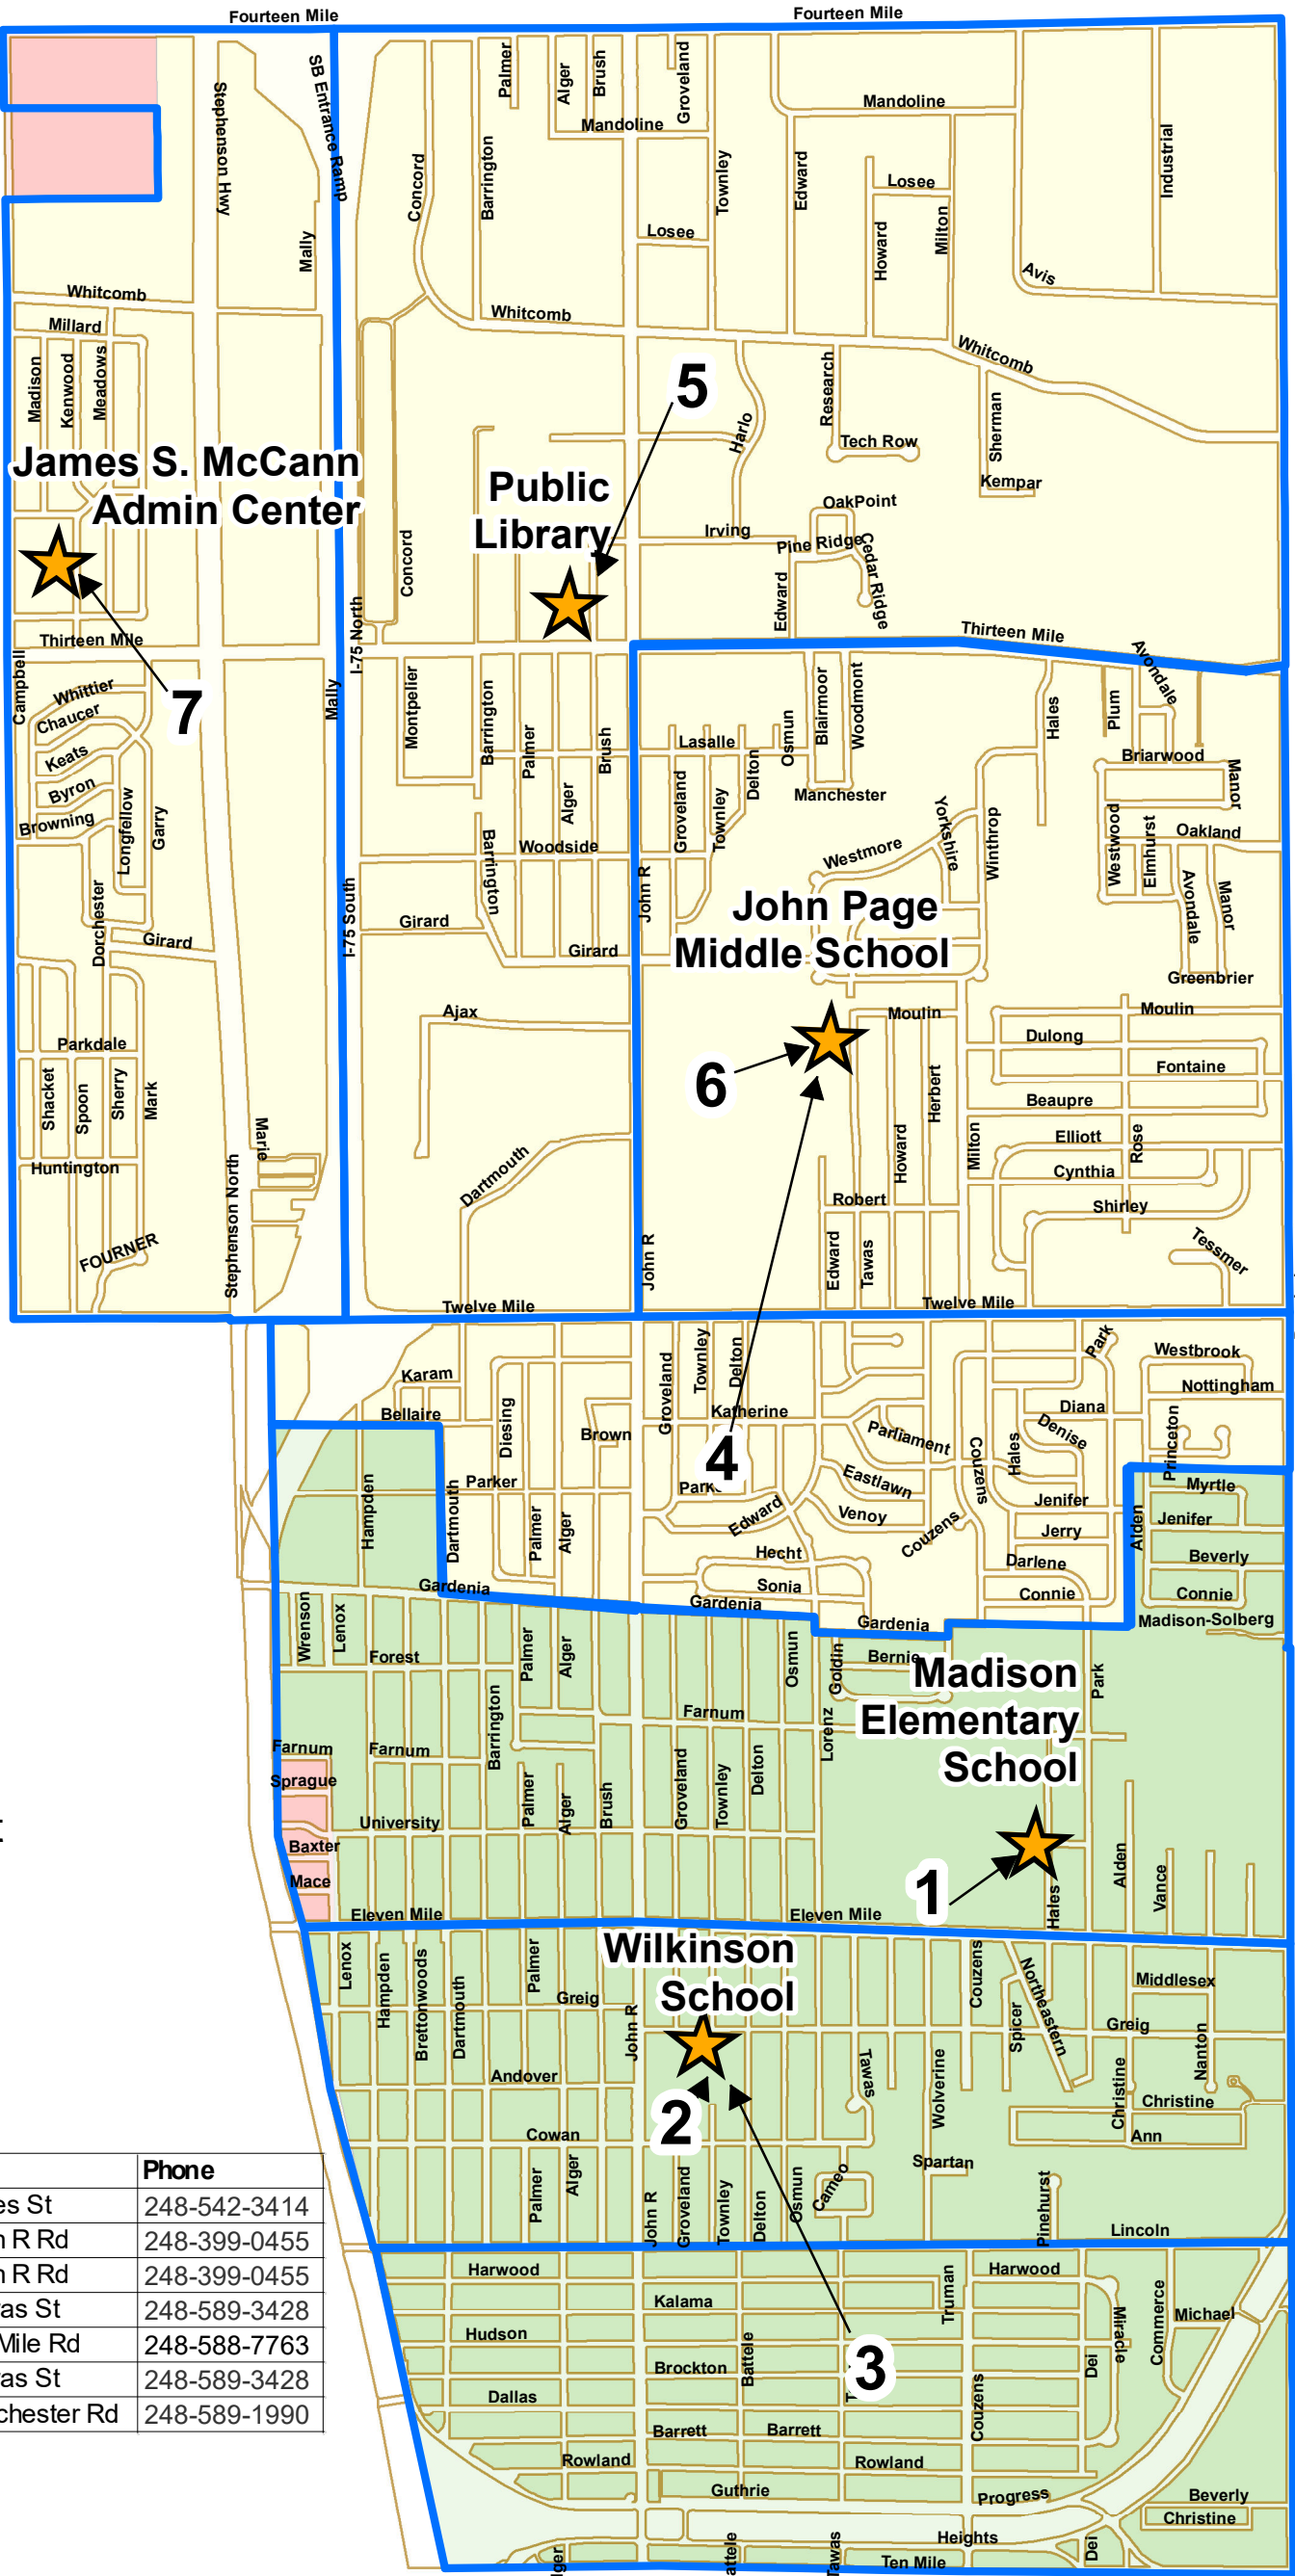 Fourteen Mile
Fourteen Mile
SB Entrance Ramp
Stephenson Hwy
Mally
Concord
Barrington
Palmer
Alger
Brush
Groveland
Mandoline
Townley
Edward
Mandoline
Losee
Howard
Milton
Industrial
Losee
Avis
Whitcomb
Whitcomb
Whitcomb
Millard
Madison
Kenwood
Meadows
5
Harlo
Research
Tech Row
Sherman
Kempar
James S. McCann
Admin Center
Public
Library
OakPoint
Irving
Pine Ridge
Cedar Ridge
Edward
Concord
I-75 North
Thirteen Mile
Thirteen Mile
Campbell
Whittier
Chaucer
Keats
Byron
Browning
Longfellow
Garry
7
Mally
Montpelier
Barrington
Palmer
Alger
Brush
Lasalle
Groveland
Townley
Delton
Osmun
Blairmoor
Woodmont
Manchester
Hales
Plum
Avondale
Briarwood
Manor
Westmore
Yorkshire
Winthrop
Westwood
Elmhurst
Oakland
Avondale
Manor
Greenbrier
Woodside
Barrington
John R
I-75 South
Girard
Girard
Dorchester
Girard
John Page
Middle School
Ajax
Moulin
Moulin
Dulong
Fontaine
Beaupre
Elliott
Rose
Cynthia
Shirley
Tessmer
6
Herbert
Howard
Milton
Robert
Edward
Tawas
Parkdale
Shacket
Spoon
Sherry
Mark
Huntington
FOURNER
Marie
Stephenson North
Dartmouth
John R
Twelve Mile
Twelve Mile
Karam
Bellaire
Diesing
Brown
Groveland
Townley
Delton
Katherine
4
Parliament
Eastlawn
Venoy
Edward
Couzens
Couzens
Hales
Denise
Diana
Park
Westbrook
Nottingham
Princeton
Myrtle
Jenifer
Jenifer
Jerry
Beverly
Darlene
Connie
Connie
Alden
Madison-Solberg
Hampden
Dartmouth
Parker
Palmer
Alger
Hecht
Sonia
Gardenia
Gardenia
Gardenia
Wrenson
Lenox
Forest
Palmer
Alger
Osmun
Goldin
Bernie
Park
Madison
Elementary
School
Barrington
Farnum
Lorenz
Farnum
Farnum
Sprague
University
Baxter
Mace
Palmer
Alger
Brush
Groveland
Townley
Delton
1
Hales
Alden
Vance
Eleven Mile
Eleven Mile
Wilkinson
School
Lenox
Hampden
Brettonwoods
Dartmouth
Palmer
Greig
John R
Couzens
Spicer
Northeastern
Middlesex
Greig
Nanton
Christine
Christine
Ann
Andover
Tawas
Wolverine
2
Cowan
Palmer
Alger
John R
Groveland
Townley
Delton
Osmun
Cameo
Spartan
Pinehurst
Lincoln
Harwood
Harwood
Kalama
Truman
Hudson
Battele
Brockton
3
Dallas
Couzens
Dei
Miracle
Commerce
Michael
Barrett
Barrett
Rowland
Rowland
Guthrie
Progress
Beverly
Christine
Heights
Tawas
Ten Mile
Dei
Phone
es St 248-542-3414
n R Rd 248-399-0455
n R Rd 248-399-0455
as St 248-589-3428
Mile Rd 248-588-7763
as St 248-589-3428
chester Rd 248-589-1990